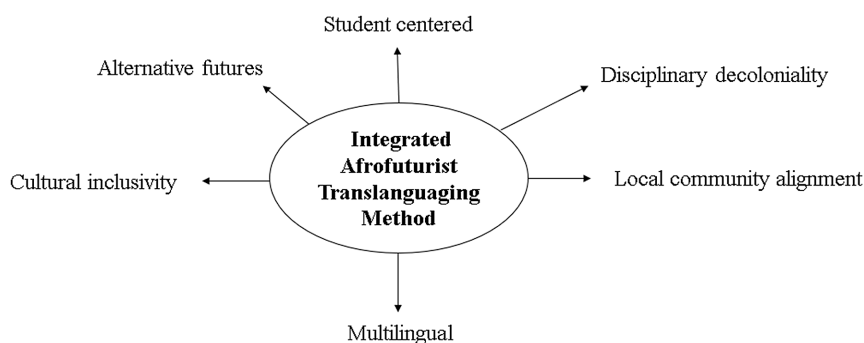 Student centered
Alternative futures
Disciplinary decoloniality
Integrated
Afrofuturist
Translanguaging
Method
Cultural inclusivity
Local community alignment
Multilingual